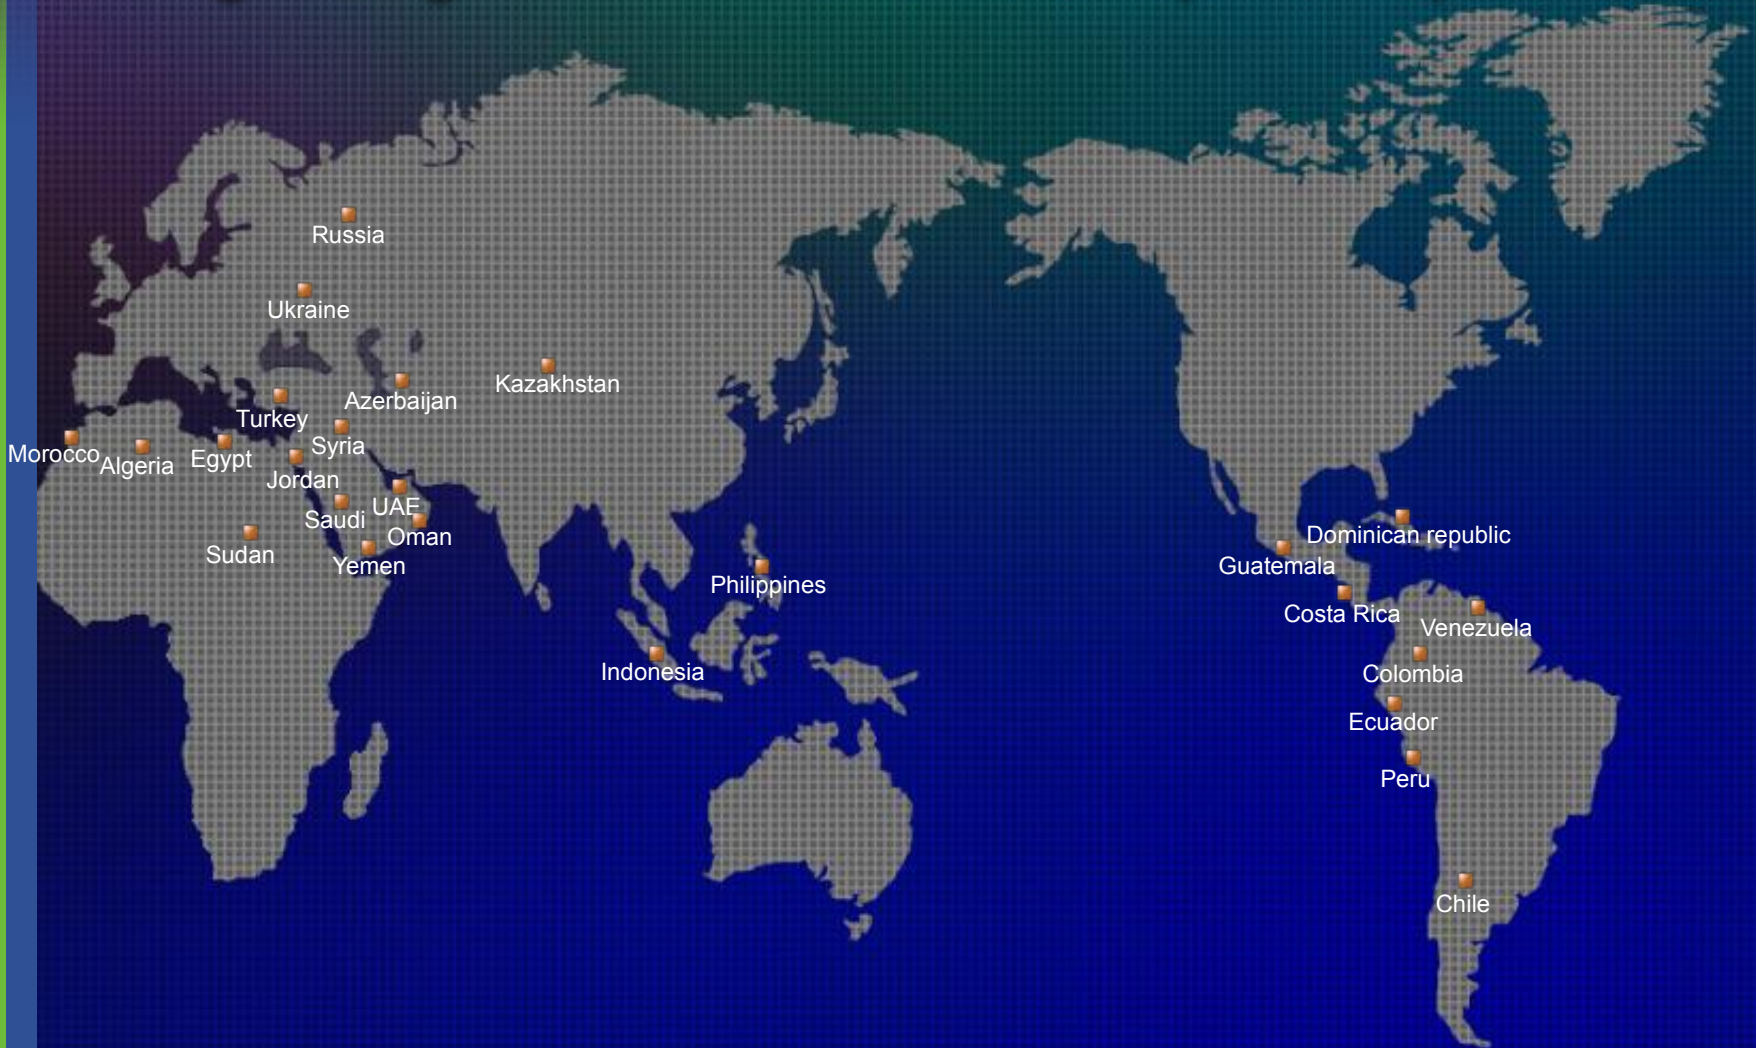 Russia
Ukraine
Kazakhstan
Azerbaijan
Turkey
Syria
Morocco
Algeria
Egypt
Jordan
UAE
Saudi
Oman
Sudan
Yemen
Philippines
Indonesia
Dominican republic
Guatemala
Costa Rica
Venezuela
Colombia
Ecuador
Peru
Chile